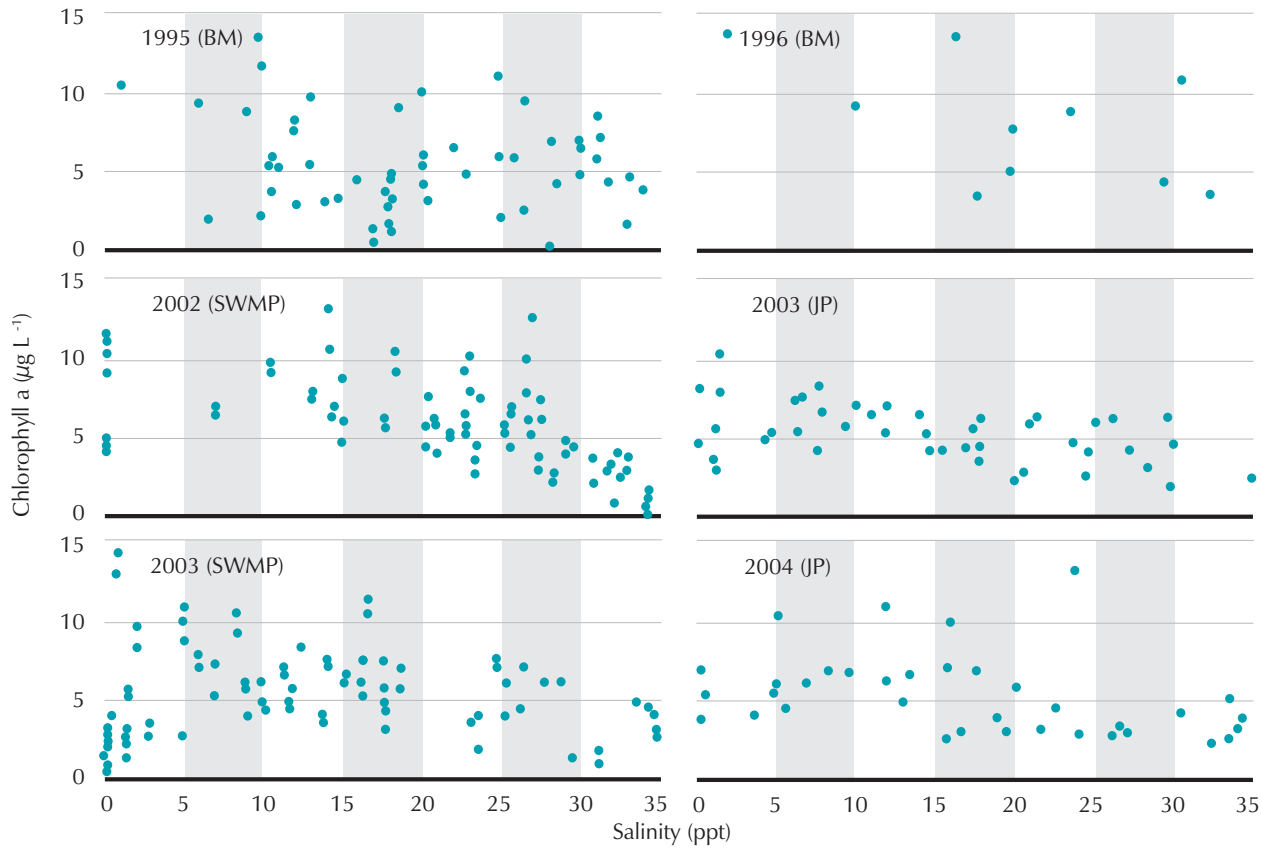 15
10
5
0
1995 (BM)
1996 (BM)
15
10
5
0
2002 (SWMP)
2003 (JP)
15
10
5
0
2003 (SWMP)
2004 (JP)
0 5 10 15 20 25 30 35
0 5 10 15 20 25 30 35
Chlorophyll a (µg L -1)
Salinity (ppt)